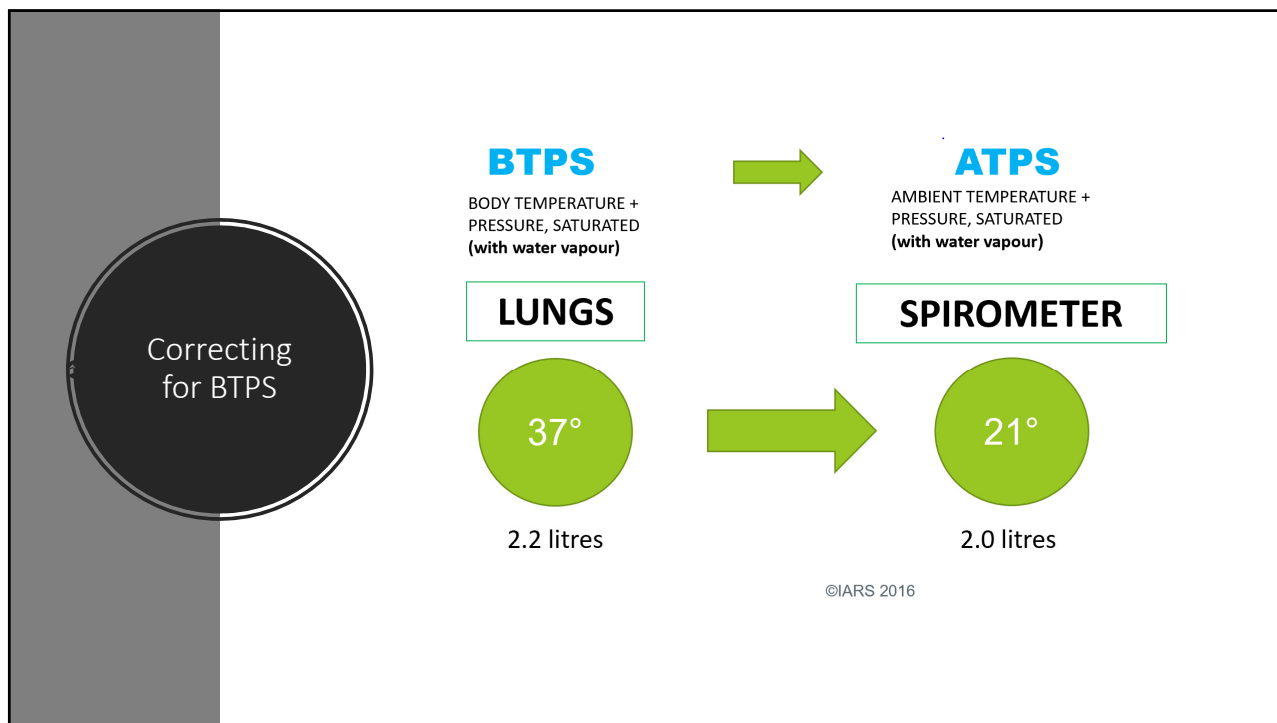 Correcting
for BTPS
BTPS
BODY TEMPERATURE +
PRESSURE, SATURATED
(with water vapour)
LUNGS
37°
2.2 litres
ATPS
AMBIENT TEMPERATURE +
PRESSURE, SATURATED
(with water vapour)
SPIROMETER
21°
2.0 litres
©IARS 2016